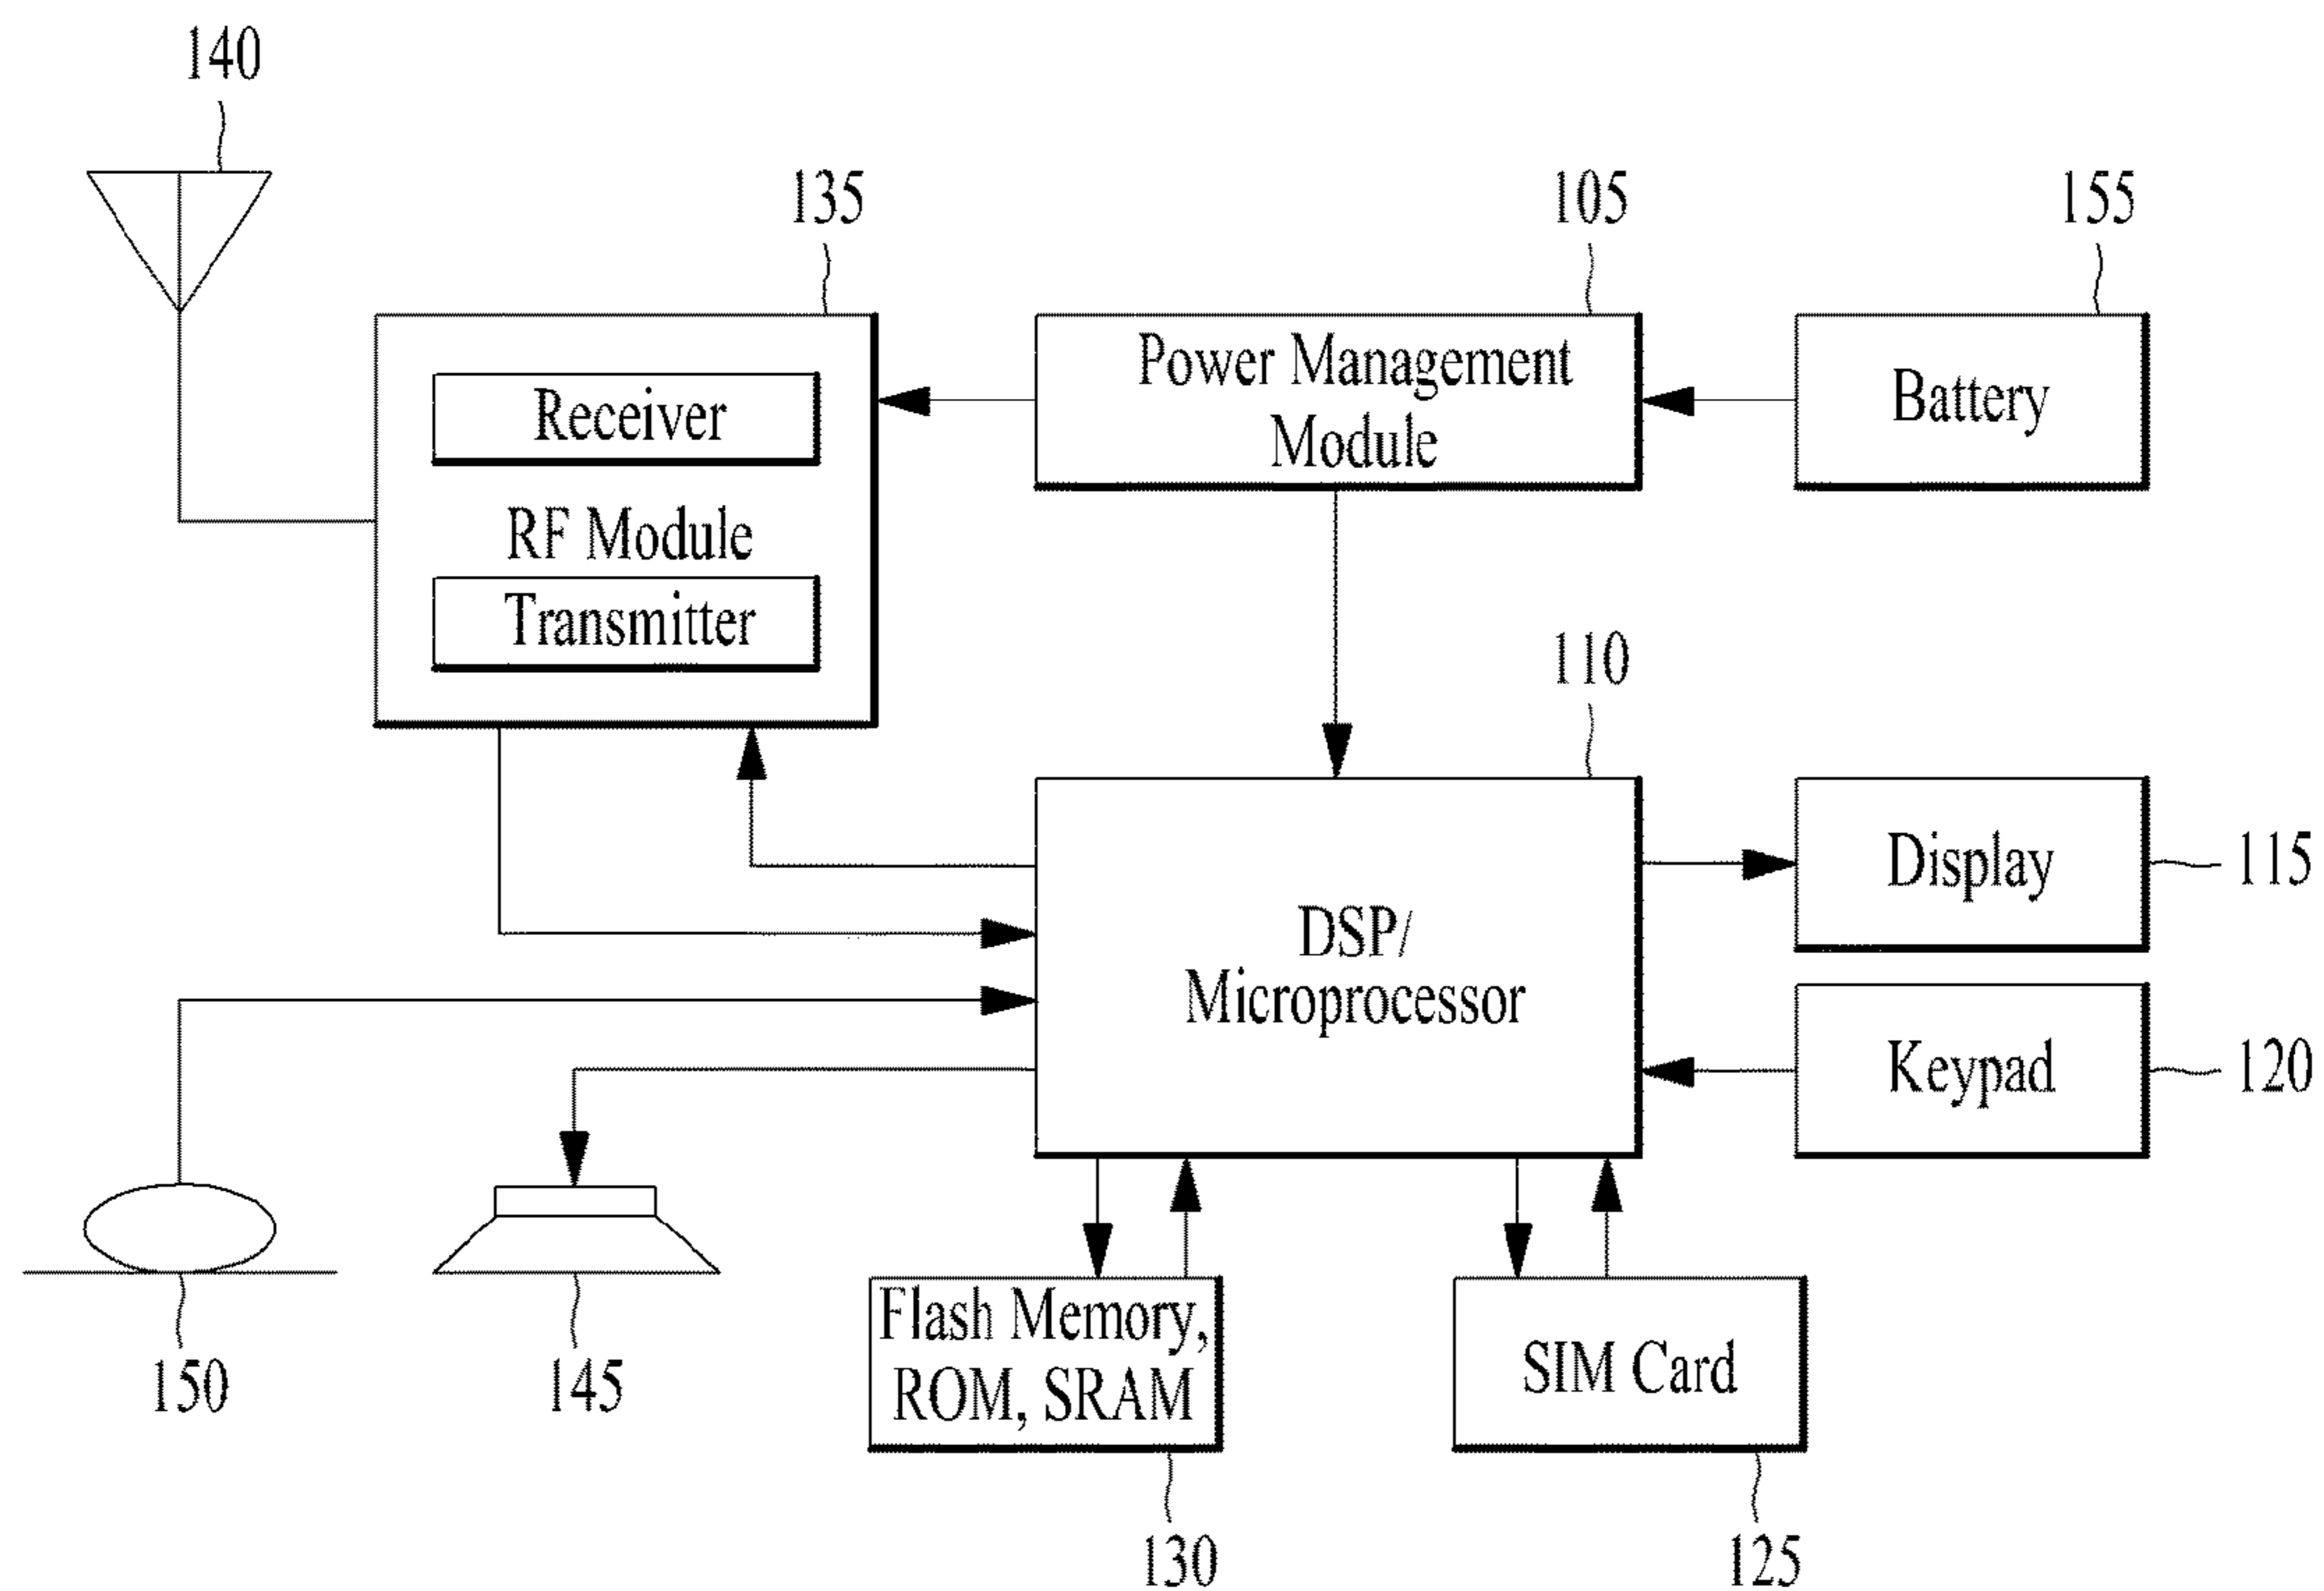 140
135
105
155
Receiver
RF Module
Transmitter
Power Management
Module
Battery
110
DSP/
Microprocessor
Display
115
Keypad
120
150
145
Flash Memory,
ROM, SRAM
SIM Card
130
125